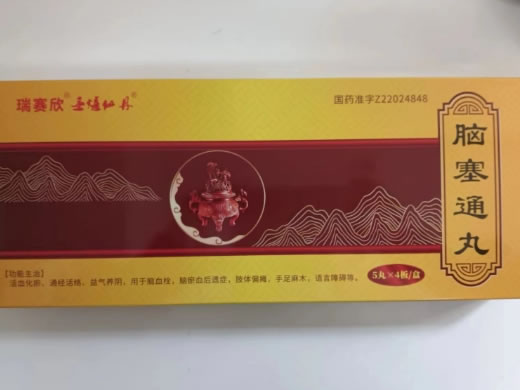 瑞赛欣® 圣缘仙丹®
国药准字Z22024848
脑塞通丸
【功能主治】
活血化瘀、通经活络、益气养阴。用于脑血栓，脑瘀血后遗症，肢体偏瘫，手足麻木，语言障碍等。
5丸×4板/盒